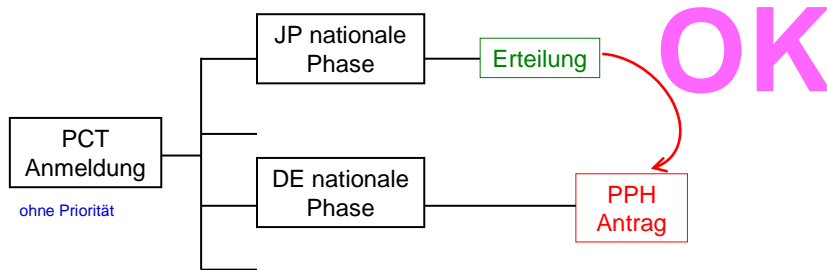 JP nationale
Phase
Erteilung
OK
PCT
Anmeldung
ohne Priorität
DE nationale
Phase
PPH
Antrag